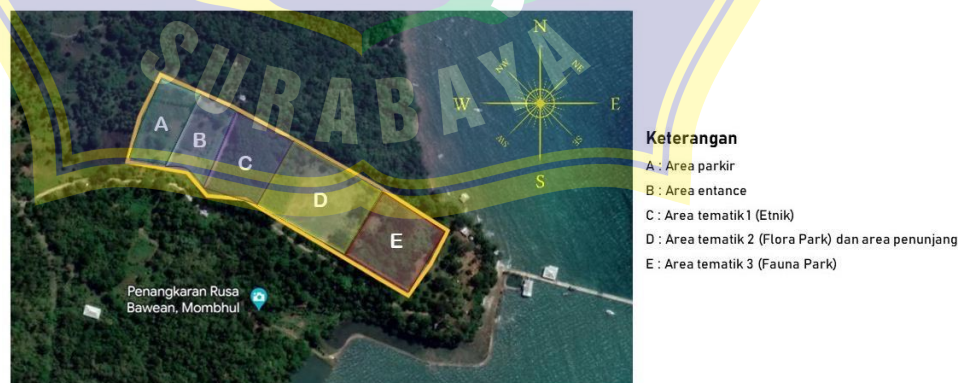 SURABAYA
N
NW
NE
W
E
WS
SE
S
A
B
C
D
E
Penangkaran Rusa
Bawean, Mombhul
Keterangan
A : Area parkir
B : Area entance
C : Area tematik 1 (Etnik)
D : Area tematik 2 (Flora Park) dan area penunjang
E : Area tematik 3 (Fauna Park)